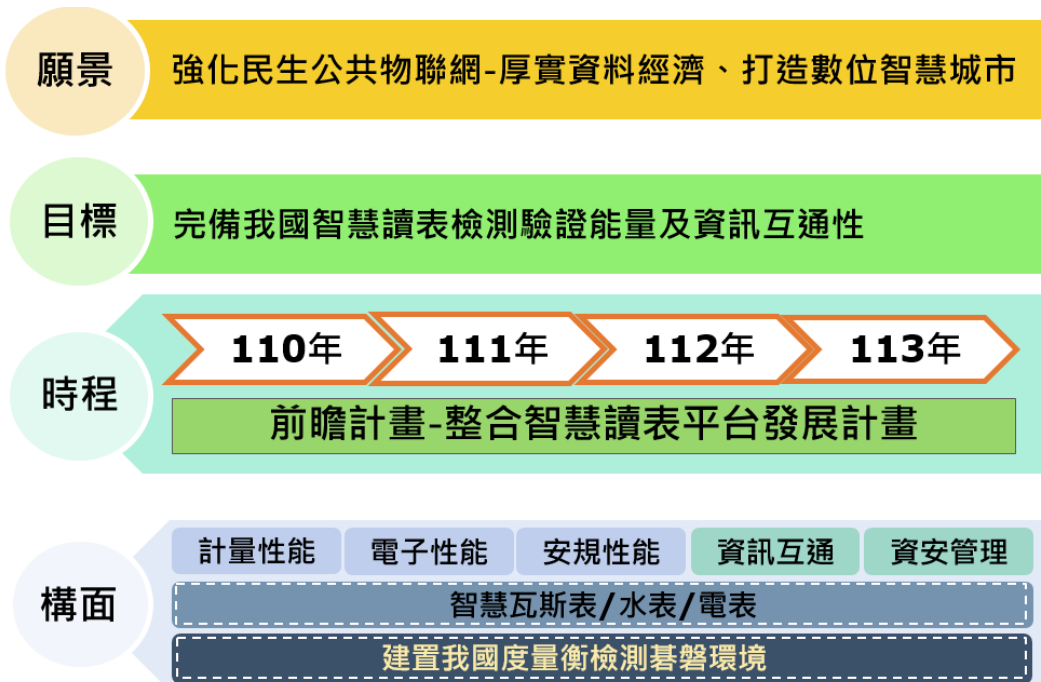 願景
強化民生公共物聯網-厚實資料經濟、打造數位智慧城市
目標
完備我國智慧讀表檢測驗證能量及資訊互通性
時程
110年 111年 112年 113年
前瞻計畫-整合智慧讀表平台發展計畫
構面
計量性能 電子性能 安規性能 資訊互通 資安管理
智慧瓦斯表/水表/電表
建置我國度量衡檢測碁磐環境